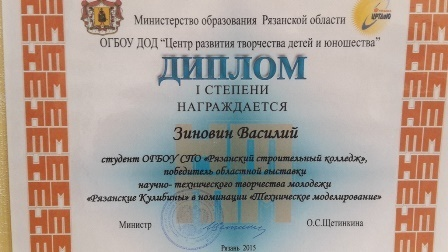 Министерство образования Рязанской области
ОГБОУ ДОД "Центр развития творчества детей и юношества"
ДИПЛОМ
I СТЕПЕНИ
НАГРАЖДАЕТСЯ
Зиновин Василий
студент ОГБОУ СПО «Рязанский строительный колледж»,
победитель областной выставки
научно- технического творчества молодежи
«Рязанские Кулибины» в номинации «Техническое моделирование»
Министр О.С.Щетинкина
Рязань 2015